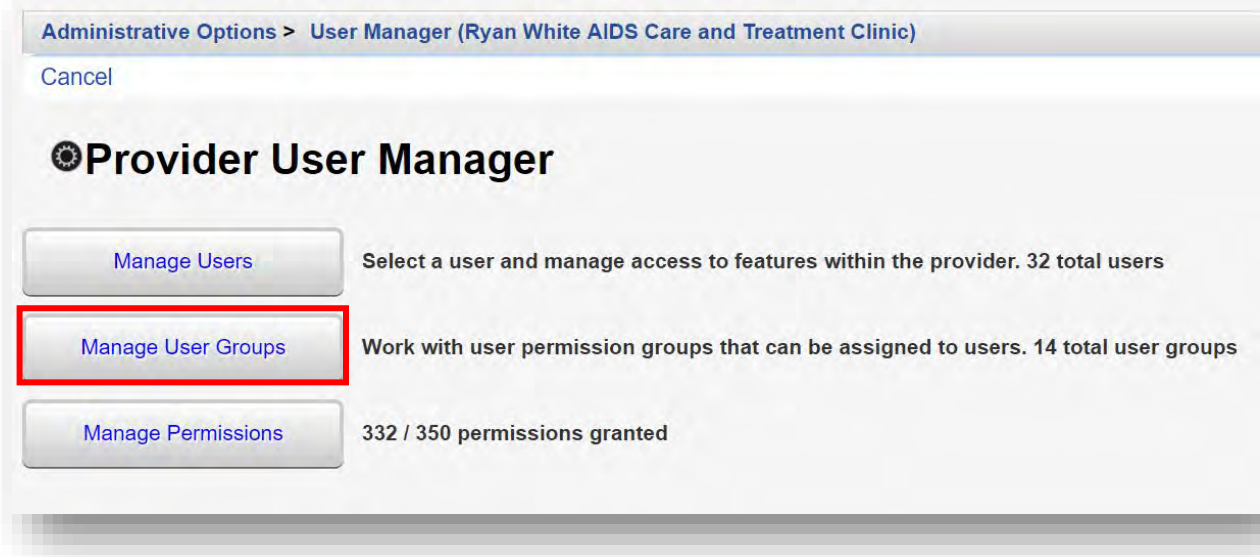 Administrative Options > User Manager (Ryan White AIDS Care and Treatment Clinic)
Cancel
Provider User Manager
Manage Users Select a user and manage access to features within the provider. 32 total users
Manage User Groups Work with user permission groups that can be assigned to users. 14 total user groups
Manage Permissions 332 / 350 permissions granted